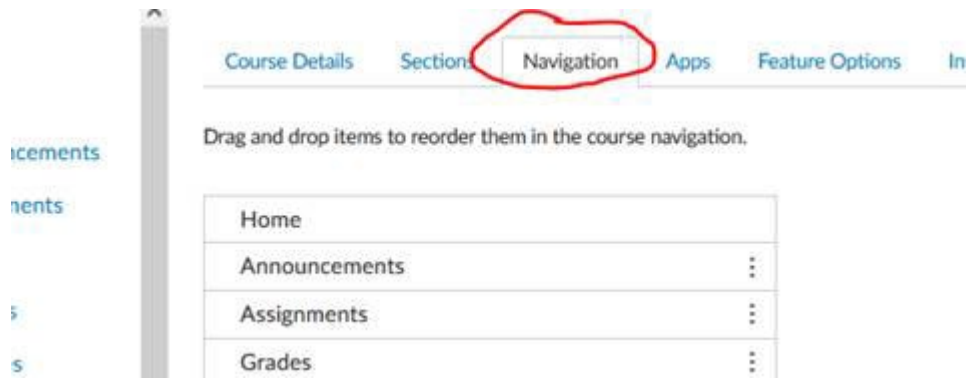 Course Details Sections Navigation Apps Feature Options
Drag and drop items to reorder them in the course navigation.
Home
Announcements
Assignments
Grades